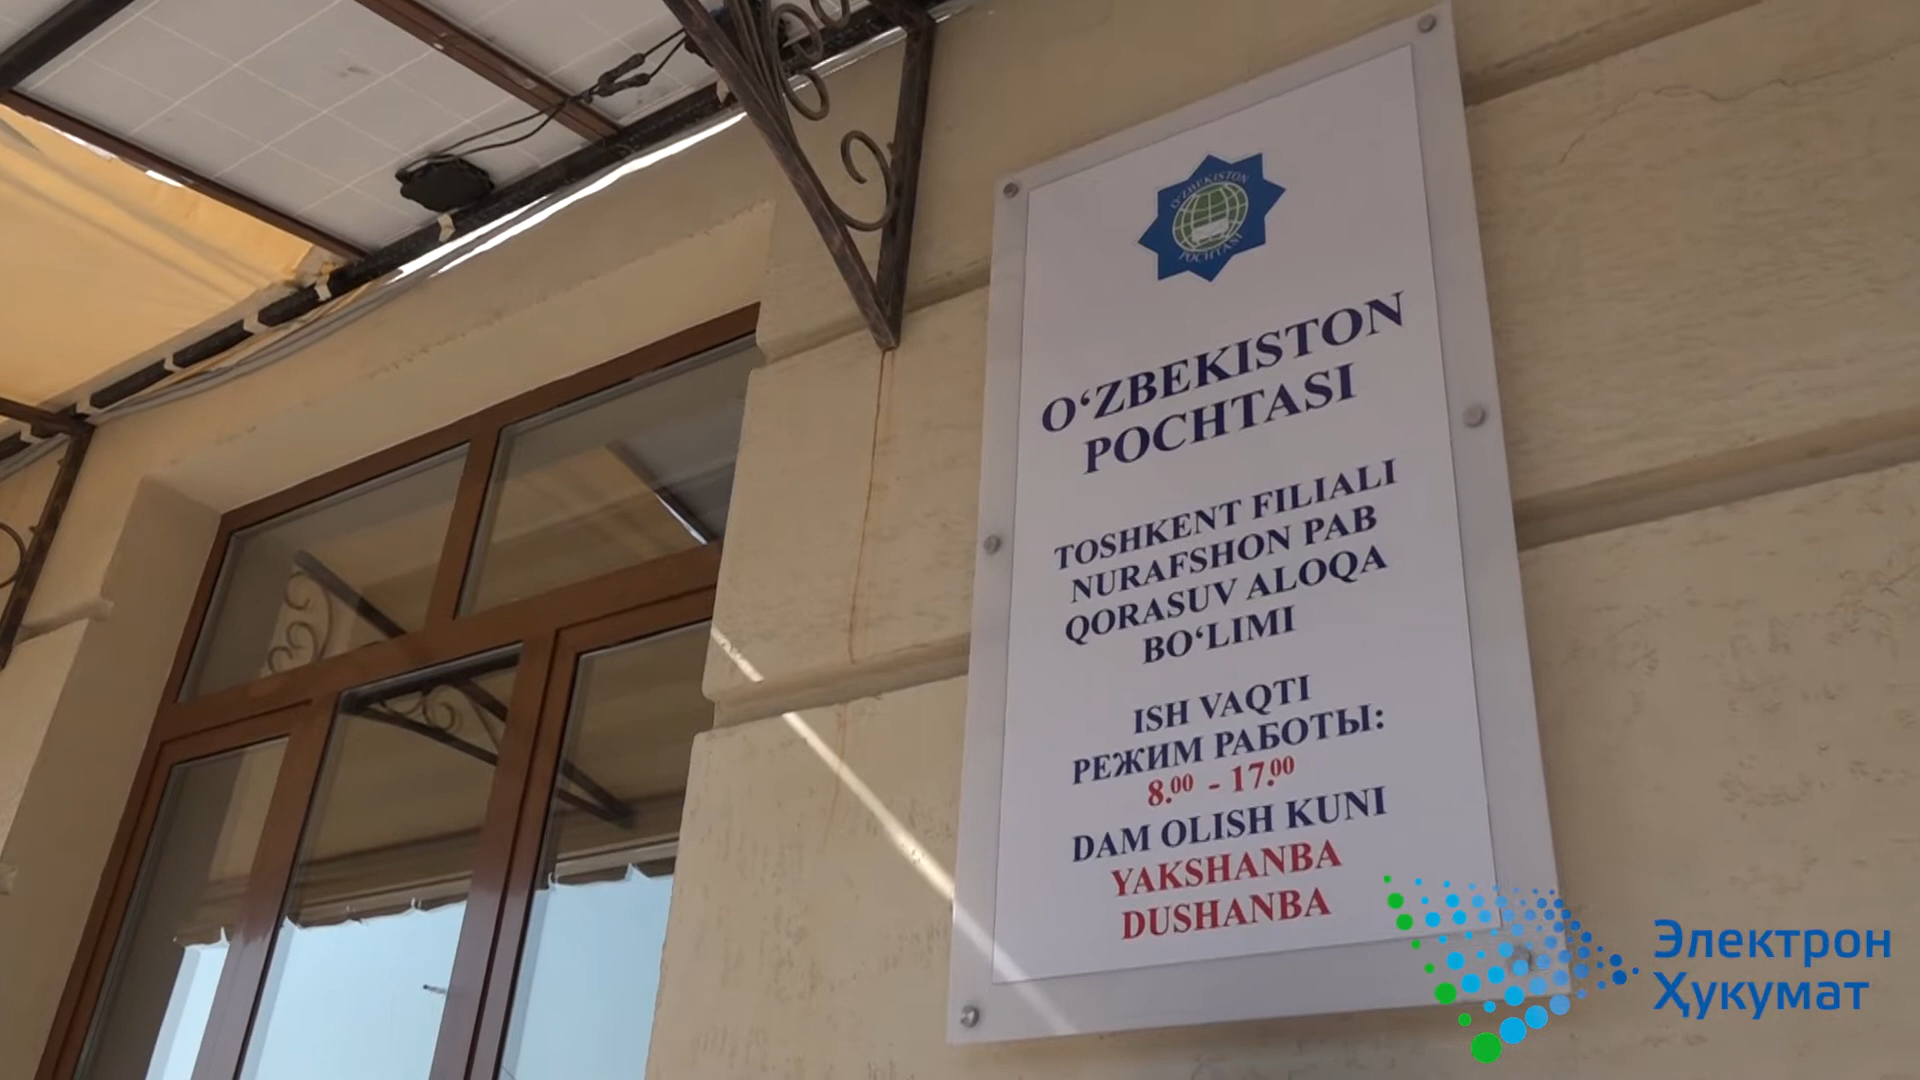 O‘ZBEKISTON
POCHTASI
O‘ZBEKISTON
POCHTASI
TOSHKENT FILIALI
NURAFSHON PAB
QORASUV ALOQA
BO‘LIMI
ISH VAQTI
РЕЖИМ РАБОТЫ:
8.00 - 17.00
DAM OLISH KUNI
YAKSHANBA
DUSHANBA
Электрон
Ҳукумат